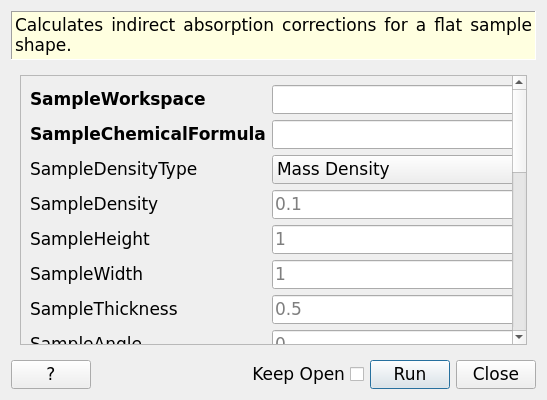 Calculates indirect absorption corrections for a flat sample
shape.
SampleWorkspace
SampleChemicalFormula
SampleDensityType Mass Density
SampleDensity 0.1
SampleHeight 1
SampleWidth 1
SampleThickness 0.5
SampleAngle 0
? Keep Open Run Close